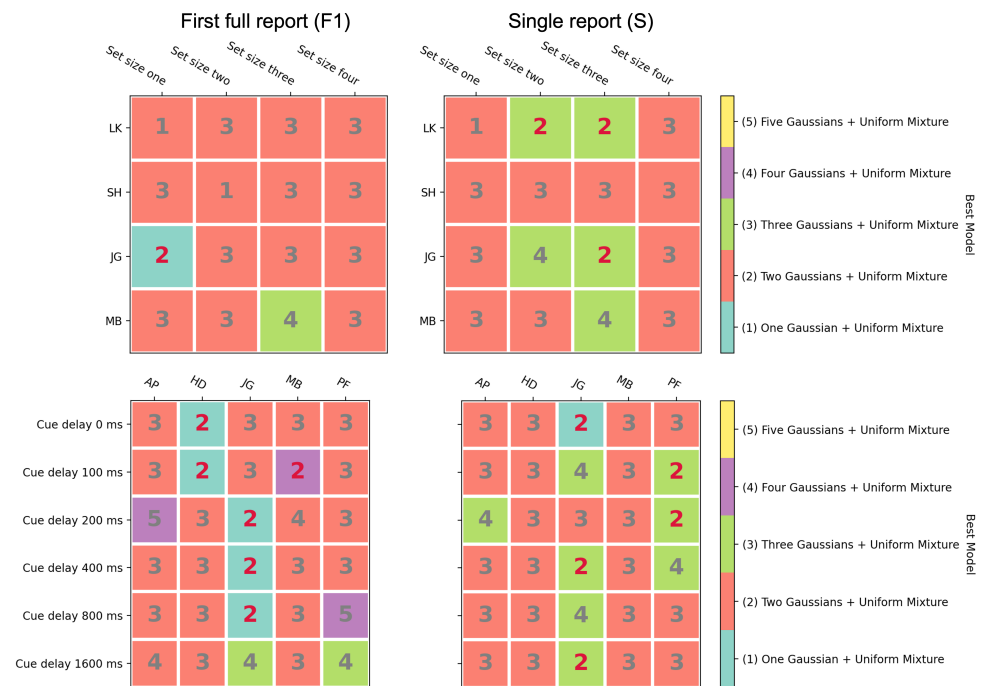 First full report (F1)
Single report (S)
Set size one
Set size two
Set size three
Set size four
Set size one
Set size two
Set size three
Set size four
LK 1 3 3 3
LK 1 2 2 3
SH 3 1 3 3
SH 3 3 3 3
JG 2 3 3 3
JG 3 4 2 3
MB 3 3 4 3
MB 3 3 4 3
(5) Five Gaussians + Uniform Mixture
(4) Four Gaussians + Uniform Mixture
(3) Three Gaussians + Uniform Mixture
(2) Two Gaussians + Uniform Mixture
(1) One Gaussian + Uniform Mixture
Best Model
AP HD JG MB PF
AP HD JG MB PF
Cue delay 0 ms 3 2 3 3 3
3 3 2 3 3
Cue delay 100 ms 3 2 3 2 3
3 3 4 3 2
Cue delay 200 ms 5 3 2 4 3
4 3 3 3 2
Cue delay 400 ms 3 3 2 3 3
3 3 2 3 4
Cue delay 800 ms 3 3 2 3 5
3 3 4 3 3
Cue delay 1600 ms 4 3 4 3 4
3 3 2 3 3
(5) Five Gaussians + Uniform Mixture
(4) Four Gaussians + Uniform Mixture
(3) Three Gaussians + Uniform Mixture
(2) Two Gaussians + Uniform Mixture
(1) One Gaussian + Uniform Mixture
Best Model